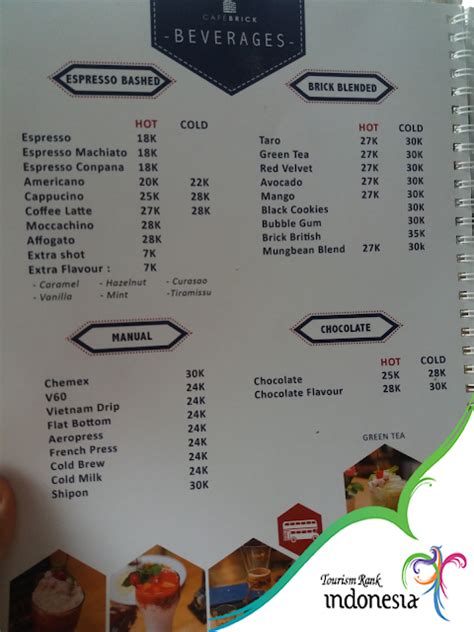 CAFEBRICK
- BEVERAGES -
ESPRESSO BASHED
HOT COLD
Espresso 18K
Espresso Machiato 18K
Espresso Conpana 18K
Americano 20K 22K
Cappucino 25K 28K
Coffee Latte 27K 28K
Moccachino 28K
Affogato 28K
Extra shot 7K
Extra Flavour : 7K
- Caramel - Hazelnut - Curasao
- Vanilla - Mint -Tiramissu
BRICK BLENDED
HOT COLD
Taro 27K 30K
Green Tea 27K 30K
Red Velvet 27K 30K
Avocado 27K 30K
Mango 27K 30K
Black Cookies 30K
Bubble Gum 30K
Brick British 35K
Mungbean Blend 27K 30k
MANUAL
Chemex 30K
V60 24K
Vietnam Drip 24K
Flat Bottom 24K
Aeropress 24K
French Press 24K
Cold Brew 24K
Cold Milk 24K
Shipon 30K
CHOCOLATE
HOT COLD
Chocolate 25K 28K
Chocolate Flavour 28K 30K
GREEN TEA
Tourism Rank
indonesia